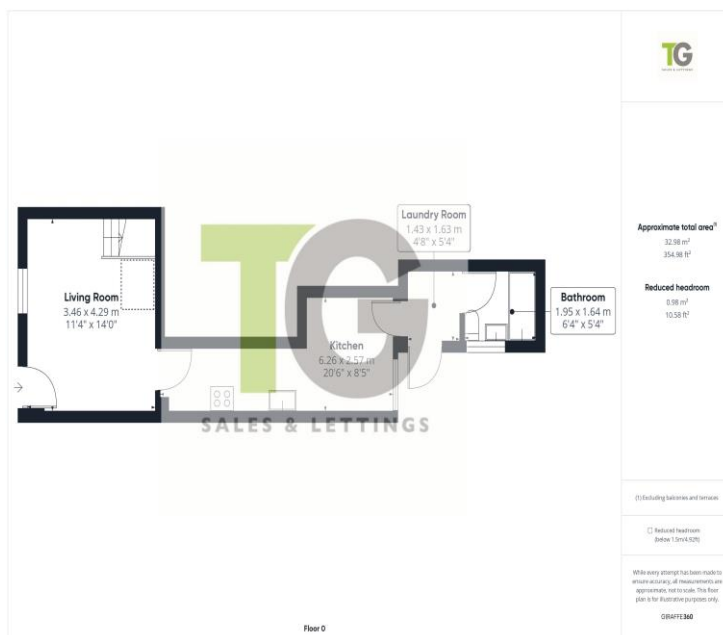 TG
SALES & LETTINGS
Approximate total area⁽¹⁾
32.98 m²
354.98 ft²
Reduced headroom
0.98 m²
10.58 ft²
Laundry Room
1.43 x 1.63 m
4'8" x 5'4"
Living Room
3.46 x 4.29 m
11'4" x 14'0"
Bathroom
1.95 x 1.64 m
6'4" x 5'4"
Kitchen
6.26 x 2.57 m
20'6" x 8'5"
TG
SALES & LETTINGS
(1) Excluding balconies and terraces
Reduced headroom
(below 1.5m/4.92ft)
While every attempt has been made to
ensure accuracy, all measurements are
approximate, not to scale. This floor
plan is for illustrative purposes only.
GIRAFFE360
Floor 0